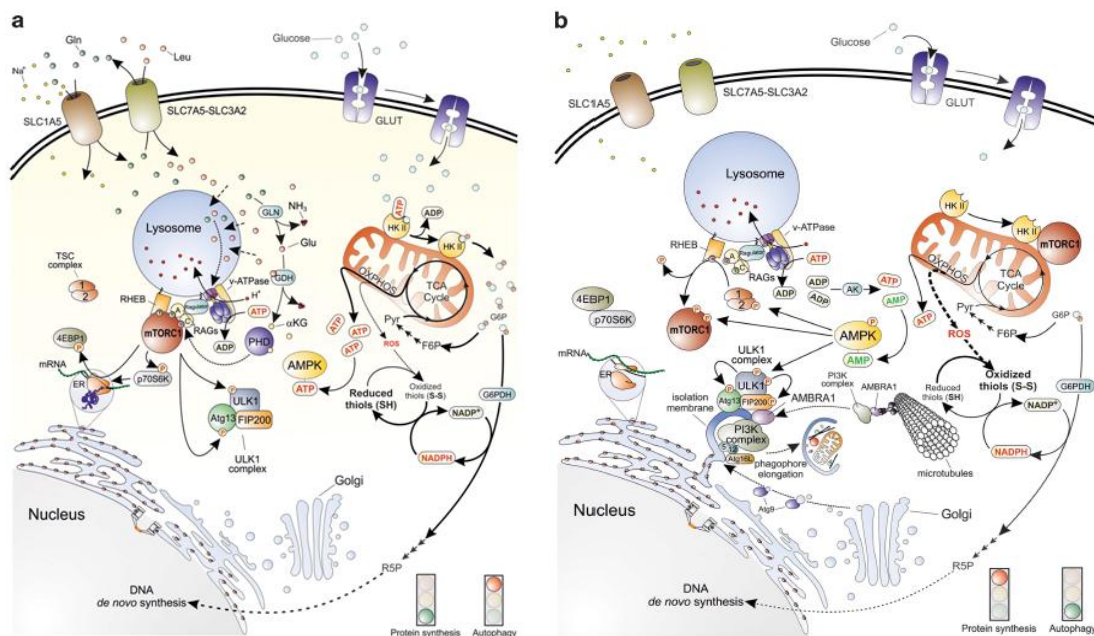 a
Gln
Leu
Na+
SLC1A5
SLC7A5-SLC3A2
Glucose
GLUT
Lysosome
GLN
NH3
Glu
GDH
αKG
PHD
v-ATPase
H+
ATP
ADP
RAGs
Ragulator
A
C
RHEB
TSC
complex
1
2
mTORC1
4EBP1
P
p70S6K
P
mRNA
ER
ULK1
Atg13
FIP200
P
P
ULK1
complex
AMPK
ATP
ATP
HK II
ADP
HK II
OXPHOS
TCA
Cycle
Pyr
G6P
F6P
ATP
ATP
ATP
ROS
Reduced
thiols (SH)
Oxidized
thiols (S-S)
G6PDH
NADP+
NADPH
Golgi
Nucleus
R5P
DNA
de novo synthesis
Protein synthesis
Autophagy
b
Glucose
SLC1A5
SLC7A5-SLC3A2
GLUT
Lysosome
v-ATPase
RHEB
A
C
Ragulator
RAGs
ATP
ADP
P
1
2
P
P
mTORC1
ADP
ADP
AK
ATP
AMP
AMPK
P
AMP
HK II
HK II
mTORC1
OXPHOS
TCA
Cycle
Pyr
G6P
F6P
ATP
ROS
4EBP1
p70S6K
mRNA
ER
ULK1
complex
P
ULK1
P
Atg13
FIP200
P
P
isolation
membrane
AMBRA1
PI3K
complex
5
12
Atg16L
phagophore
elongation
PI3K
complex
AMBRA1
microtubules
Reduced
thiols (SH)
Oxidized
thiols (S-S)
G6PDH
NADP+
NADPH
Atg9
Golgi
Nucleus
R5P
DNA
de novo synthesis
Protein synthesis
Autophagy